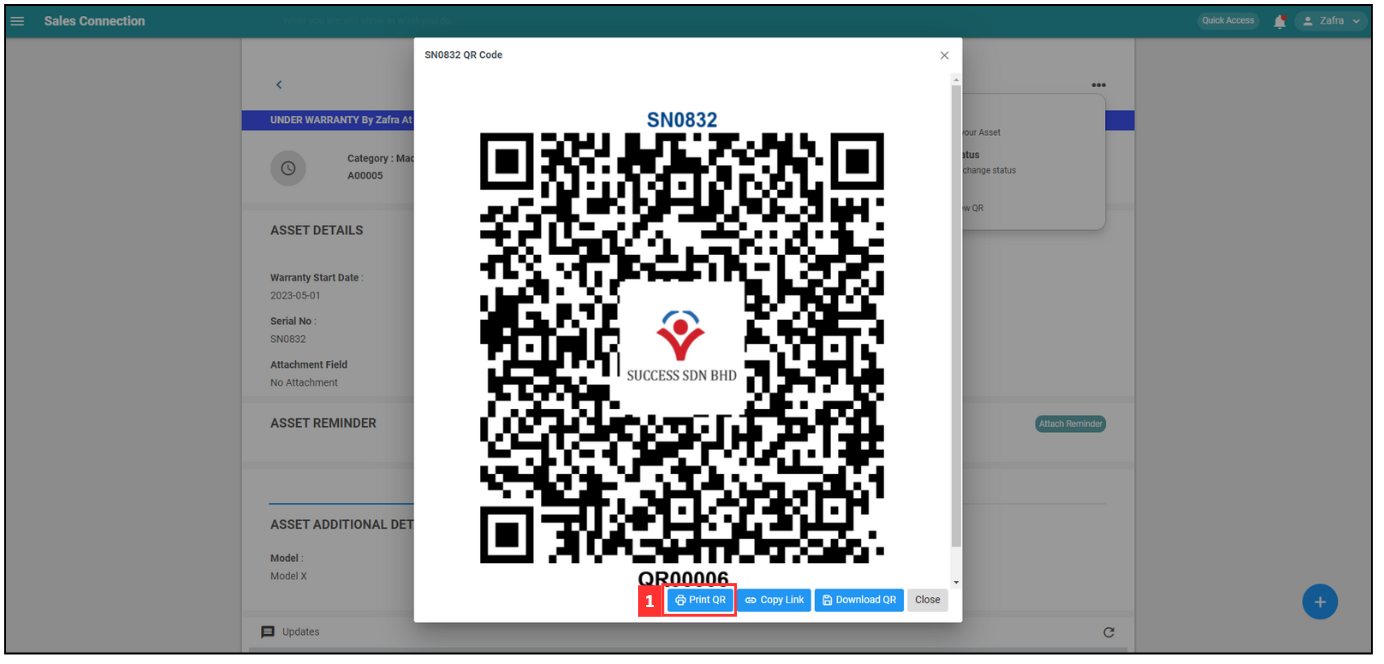 Sales Connection
Quick Access
Zafra
SN0832 QR Code
UNDER WARRANTY By Zafra At
Category : Mac
A00005
our Asset
atus
change status
w QR
SN0832
SUCCESS SDN BHD
QR00006
ASSET DETAILS
Warranty Start Date :
2023-05-01
Serial No :
SN0832
Attachment Field
No Attachment
ASSET REMINDER
Attach Reminder
ASSET ADDITIONAL DET
Model :
Model X
1
Print QR
Copy Link
Download QR
Close
Updates